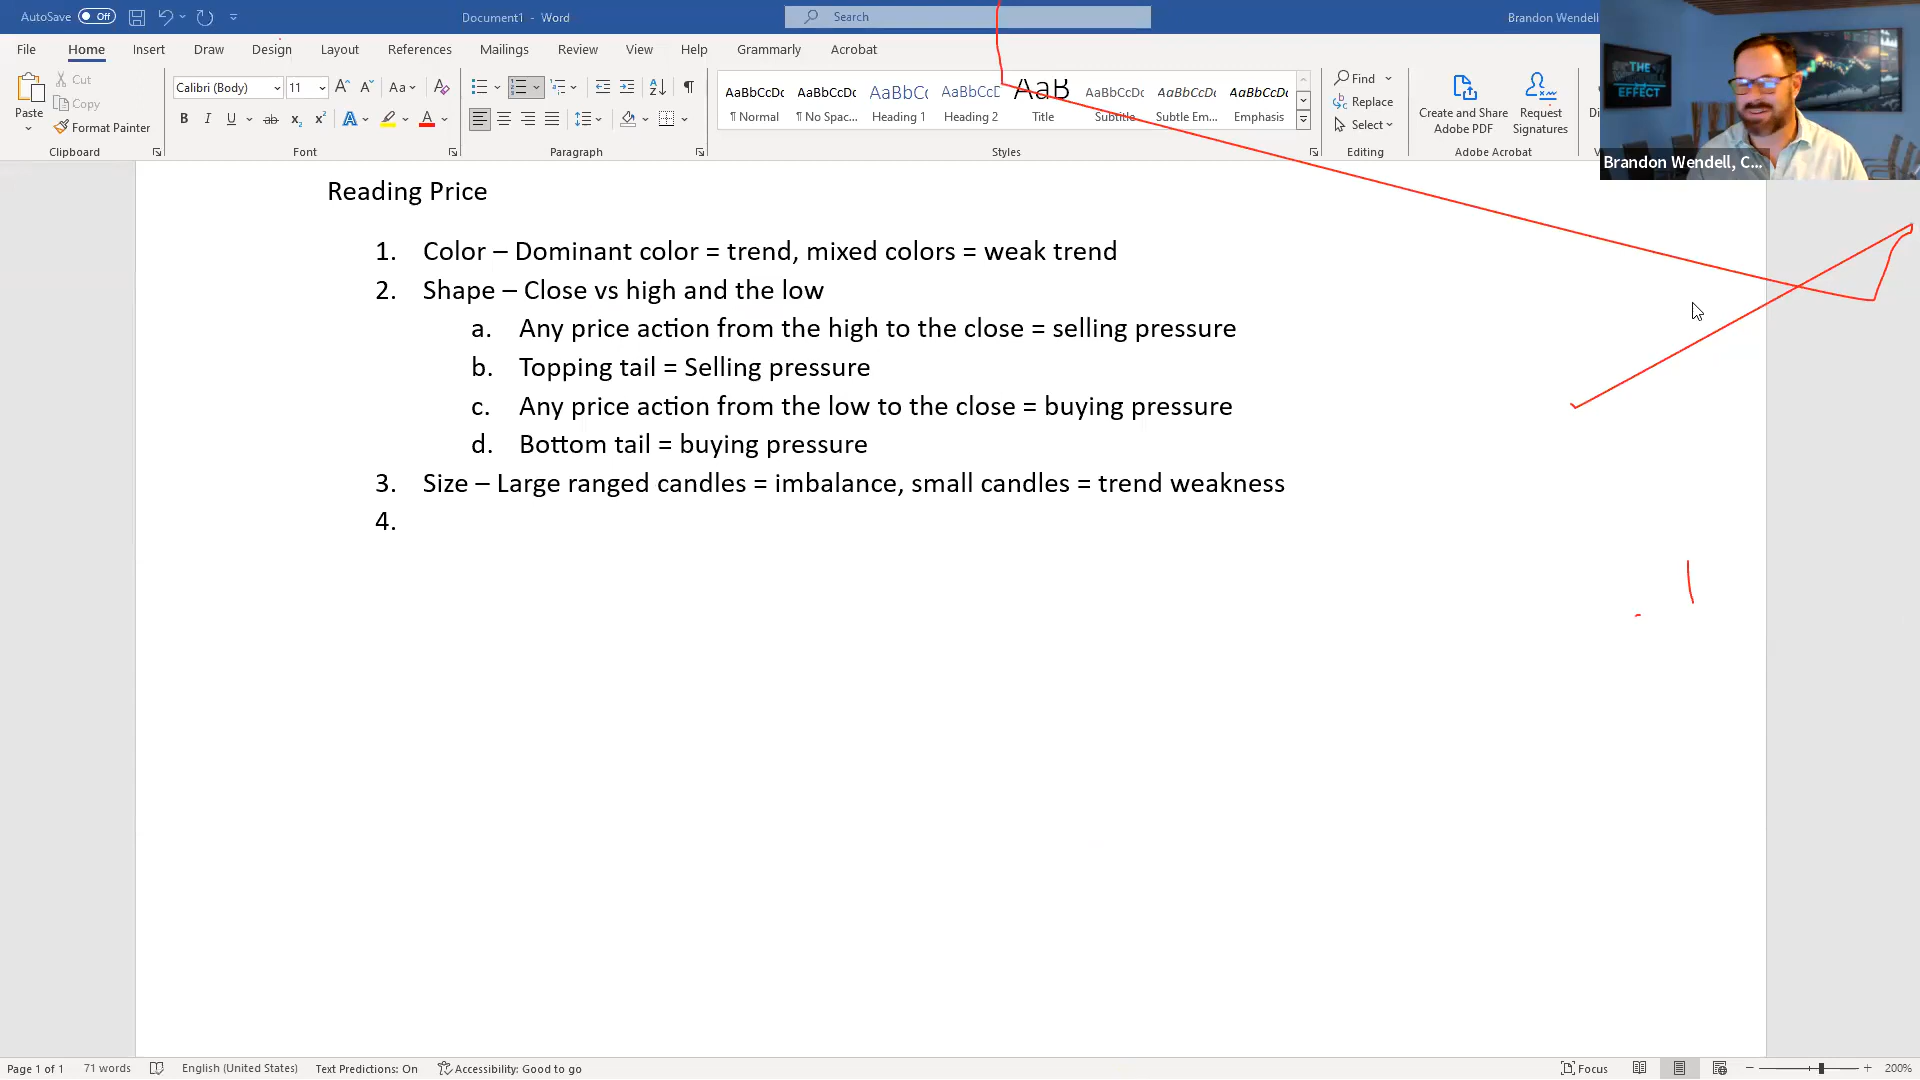 AutoSave Off Document1 - Word Search Brandon Wendell
File Home Insert Draw Design Layout References Mailings Review View Help Grammarly Acrobat
Paste Cut Copy Format Painter
Clipboard
Calibri (Body) 11
Font
Paragraph
AaBbCcDc AaBbCcDc AaBbC AaBbCcD AaB AaBbCcDc AaBbCcDc AaBbCcDc
¶ Normal ¶ No Spac... Heading 1 Heading 2 Title Subtitle Subtle Em... Emphasis
Styles
Find
Replace
Select
Editing
Create and Share Adobe PDF
Request Signatures
Adobe Acrobat
THE
EFFECT
Brandon Wendell, C...
Reading Price
1. Color – Dominant color = trend, mixed colors = weak trend
2. Shape – Close vs high and the low
a. Any price action from the high to the close = selling pressure
b. Topping tail = Selling pressure
c. Any price action from the low to the close = buying pressure
d. Bottom tail = buying pressure
3. Size – Large ranged candles = imbalance, small candles = trend weakness
4.
Page 1 of 1 71 words English (United States) Text Predictions: On Accessibility: Good to go Focus 200%